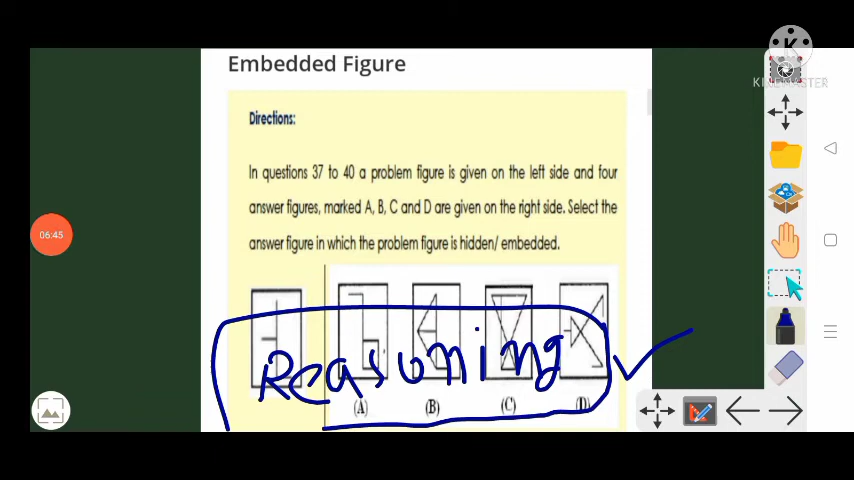 Embedded Figure
K
KINEMASTER
Directions:
In questions 37 to 40 a problem figure is given on the left side and four
answer figures, marked A, B, C and D are given on the right side. Select the
answer figure in which the problem figure is hidden/ embedded.
06:45
Reasoning
(A) (B) (C) (D)